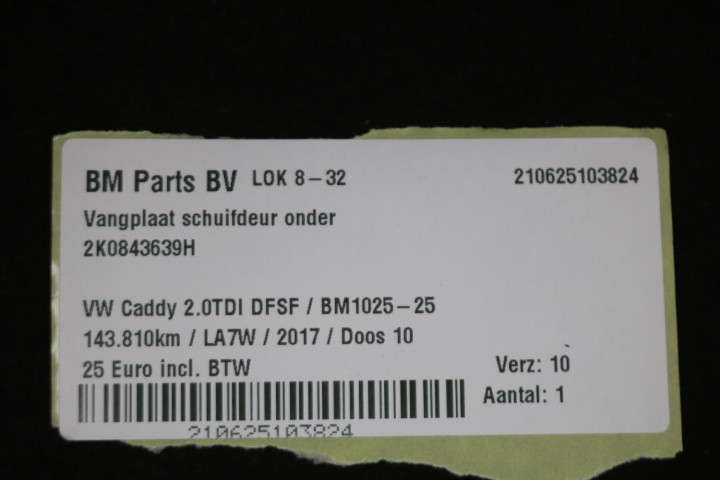 BM Parts BV LOK 8-32 210625103824
Vangplaat schuifdeur onder
2K0843639H
VW Caddy 2.0TDI DFSF / BM1025-25
143.810km / LA7W / 2017 / Doos 10
25 Euro incl. BTW Verz: 10
Aantal: 1
210625103824